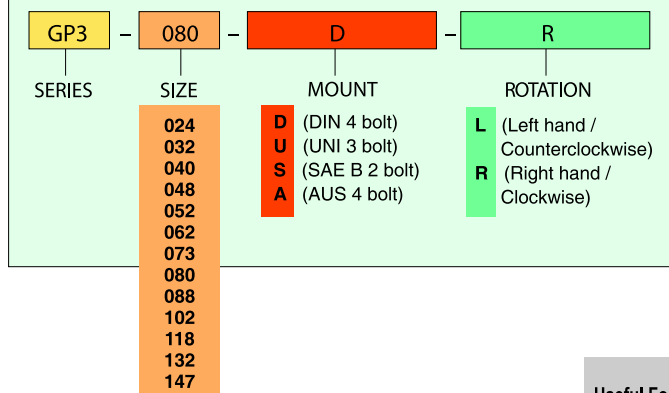 GP3 - 080 - D - R
SERIES SIZE MOUNT ROTATION
024
032
040
048
052
062
073
080
088
102
118
132
147
D (DIN 4 bolt)
U (UNI 3 bolt)
S (SAE B 2 bolt)
A (AUS 4 bolt)
L (Left hand /
Counterclockwise)
R (Right hand /
Clockwise)
Useful